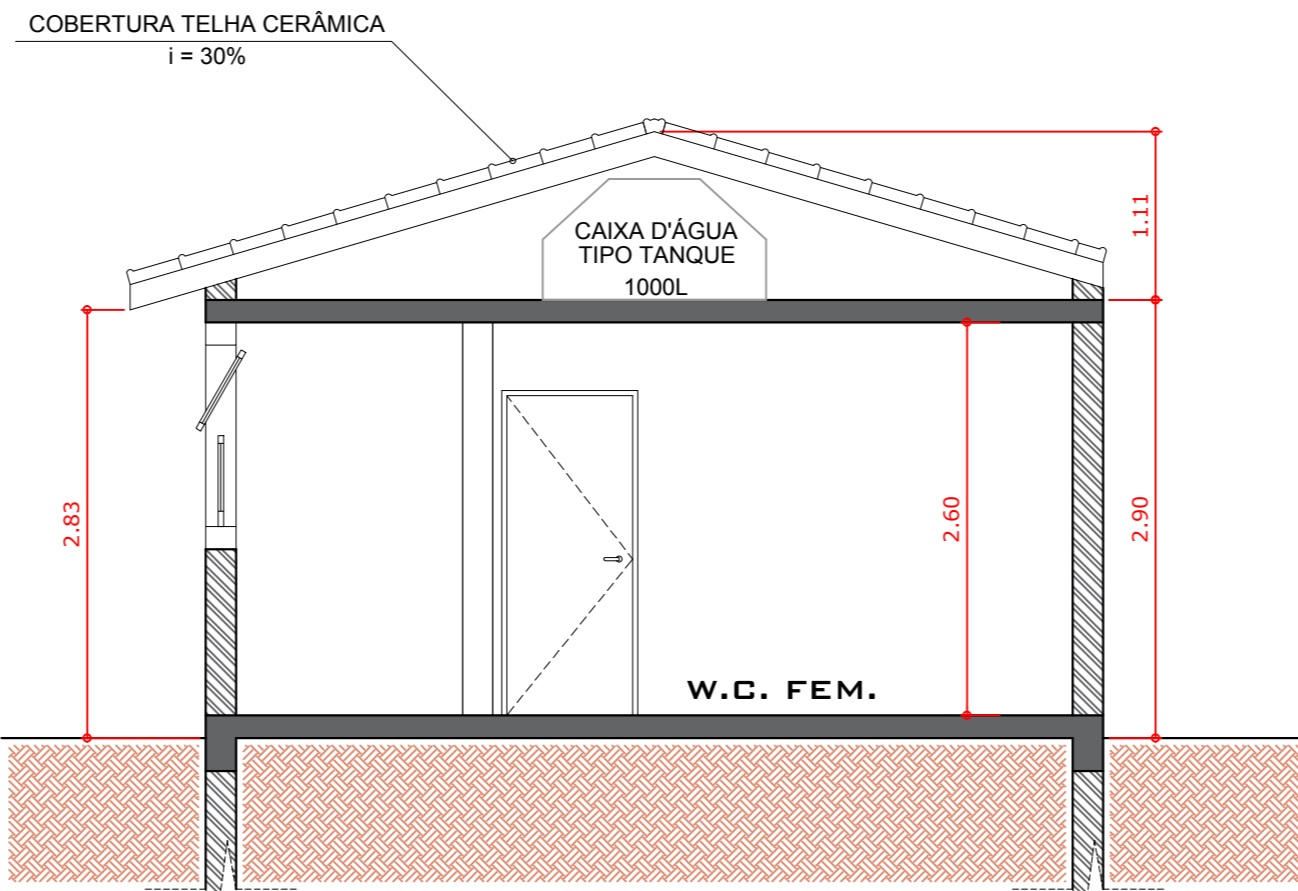 COBERTURA TELHA CERÂMICA
i = 30%
1.11
CAIXA D'ÁGUA
TIPO TANQUE
1000L
2.83
2.60
2.90
W.C. FEM.